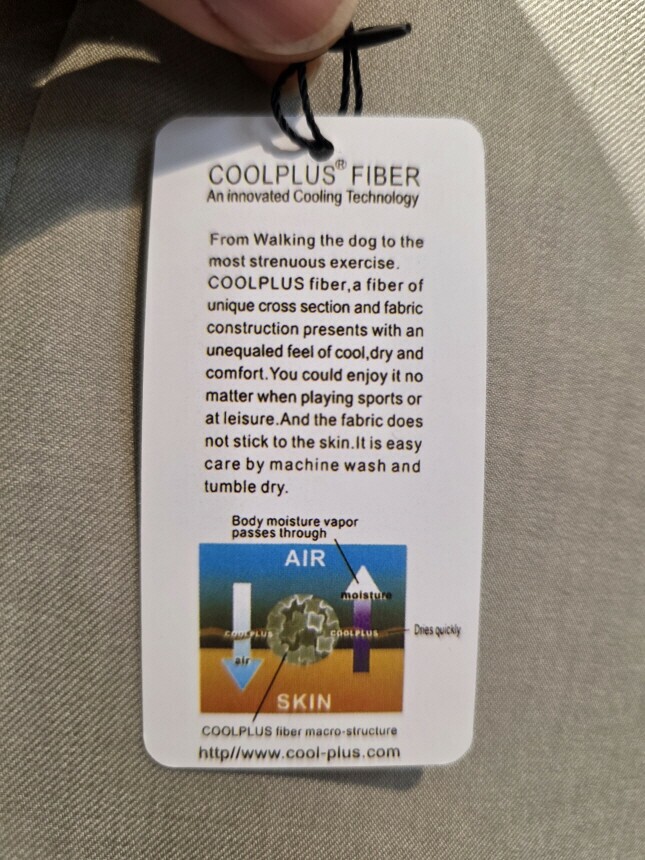 COOLPLUS® FIBER
An innovated Cooling Technology
From Walking the dog to the
most strenuous exercise.
COOLPLUS fiber,a fiber of
unique cross section and fabric
construction presents with an
unequaled feel of cool,dry and
comfort.You could enjoy it no
matter when playing sports or
at leisure.And the fabric does
not stick to the skin.It is easy
care by machine wash and
tumble dry.
Body moisture vapor
passes through
AIR
moisture
COOLPLUS COOLPLUS Dries quickly
air
SKIN
COOLPLUS fiber macro-structure
http//www.cool-plus.com